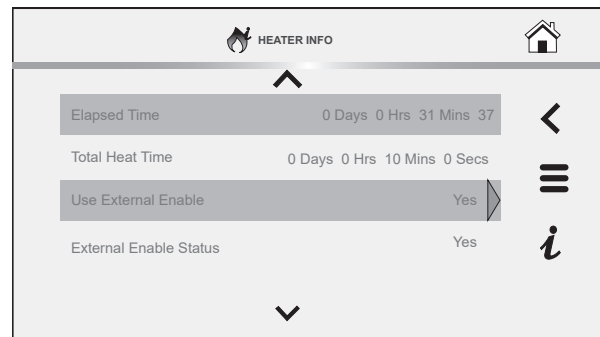 HEATER INFO
Elapsed Time 0 Days 0 Hrs 31 Mins 37
Total Heat Time 0 Days 0 Hrs 10 Mins 0 Secs
Use External Enable Yes
External Enable Status Yes